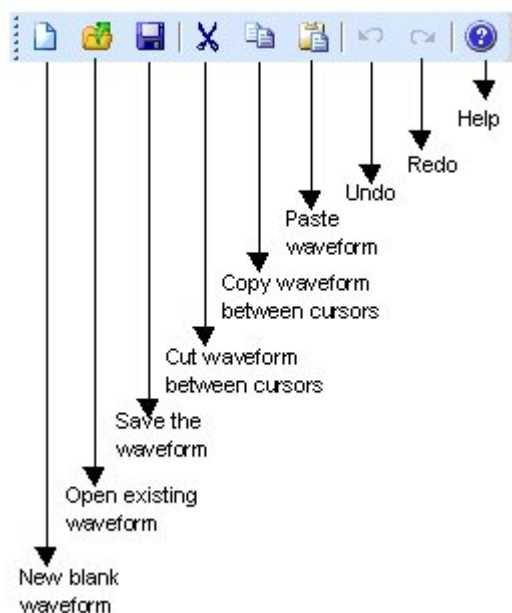 ?
Help
Redo
Undo
Paste
waveform
Copy waveform
between cursors
Cut waveform
between cursors
Save the
waveform
Open existing
waveform
New blank
waveform